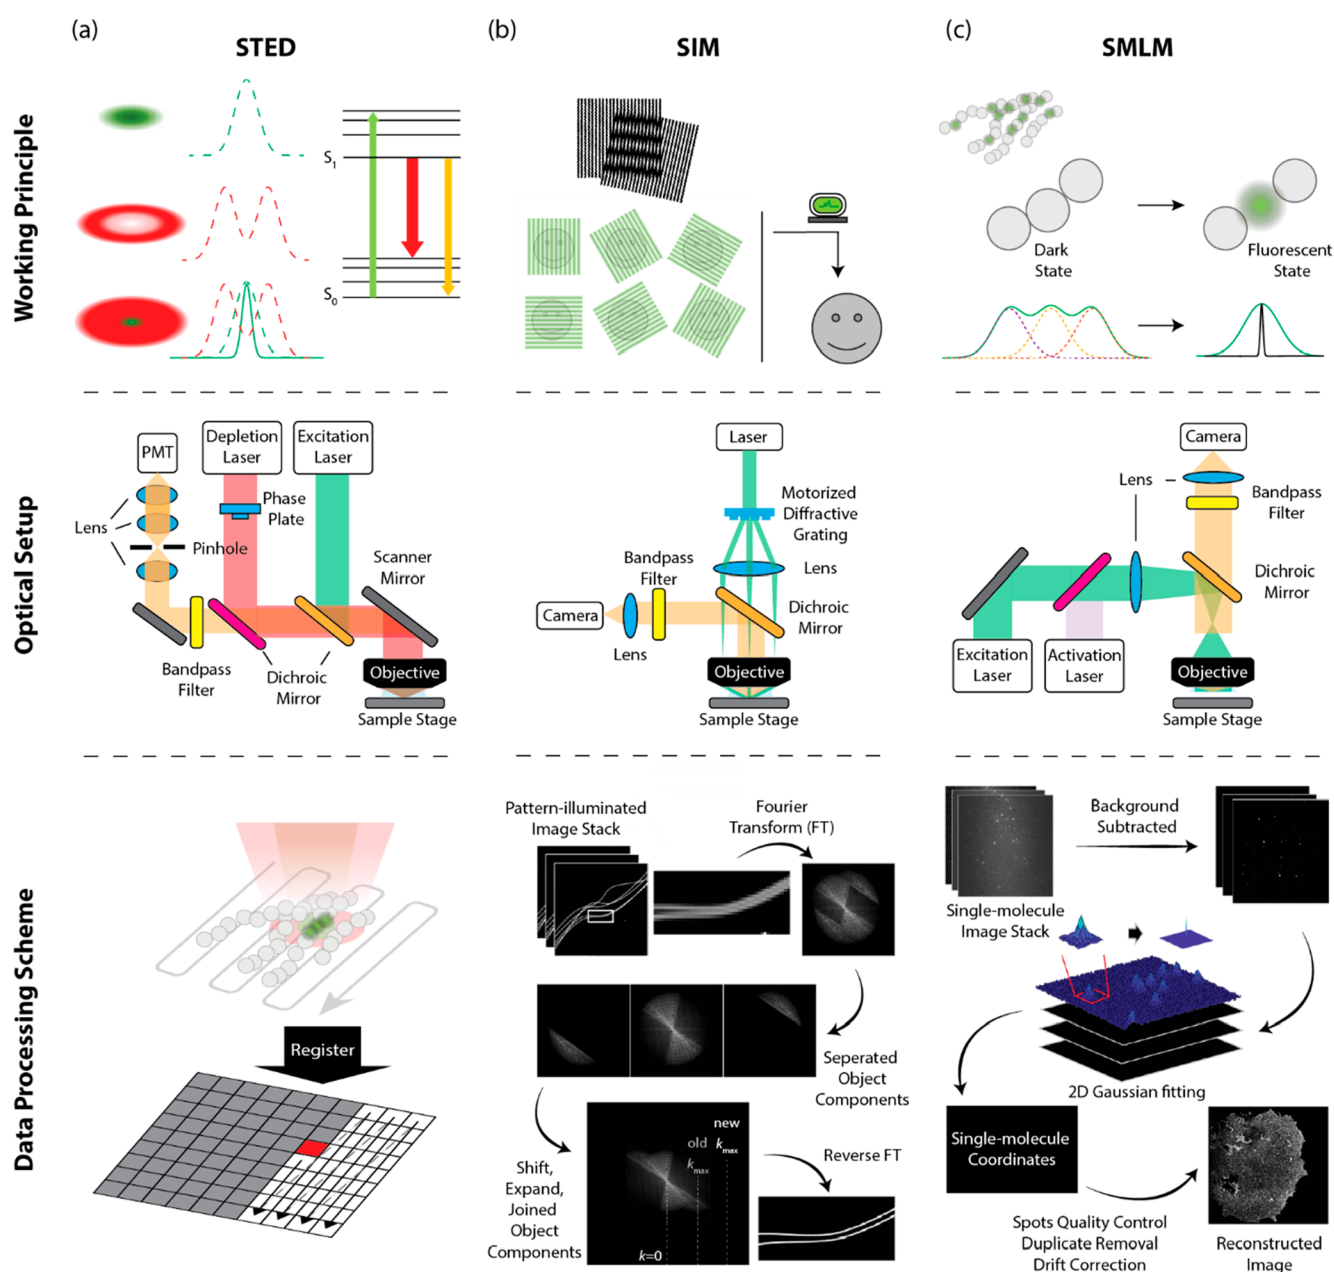 (a)
STED
(b)
SIM
(c)
SMLM
Working Principle
S1
S0
Dark
State
Fluorescent
State
Optical Setup
PMT
Depletion
Laser
Excitation
Laser
Phase
Plate
Lens
Pinhole
Scanner
Mirror
Bandpass
Filter
Dichroic
Mirror
Objective
Sample Stage
Laser
Motorized
Diffractive
Grating
Bandpass
Filter
Lens
Camera
Dichroic
Mirror
Lens
Objective
Sample Stage
Camera
Lens
Bandpass
Filter
Dichroic
Mirror
Excitation
Laser
Activation
Laser
Objective
Sample Stage
Data Processing Scheme
Register
Pattern-illuminated
Image Stack
Fourier
Transform (FT)
Seperated
Object
Components
Shift,
Expand,
Joined
Object
Components
new
kmax
old
kmax
k=0
Reverse FT
Background
Subtracted
Single-molecule
Image Stack
2D Gaussian fitting
Single-molecule
Coordinates
Spots Quality Control
Duplicate Removal
Drift Correction
Reconstructed
Image